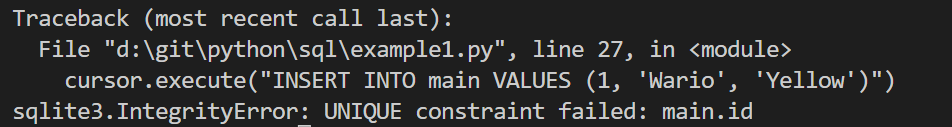 Traceback (most recent call last):
  File "d:\git\python\sql\example1.py", line 27, in <module>
    cursor.execute("INSERT INTO main VALUES (1, 'Wario', 'Yellow')")
sqlite3.IntegrityError: UNIQUE constraint failed: main.id